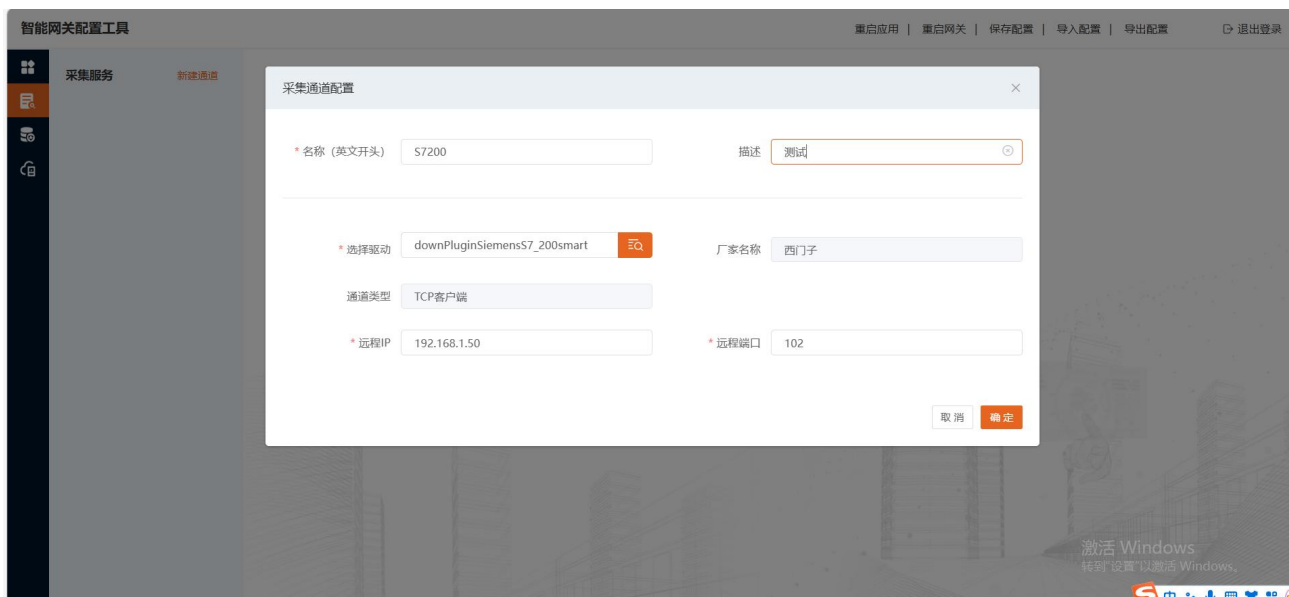 智能网关配置工具
重启应用 | 重启网关 | 保存配置 | 导入配置 | 导出配置 退出登录
采集服务 新建通道
采集通道配置
* 名称（英文开头） S7200 描述 测试
* 选择驱动 downPluginSiemensS7_200smart 厂家名称 西门子
通道类型 TCP客户端
* 远程IP 192.168.1.50 * 远程端口 102
取消 确定
激活 Windows
转到"设置"以激活 Windows。
中